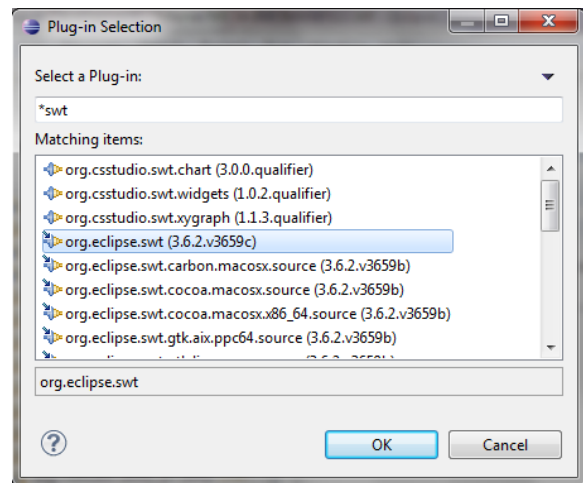 Plug-in Selection
Select a Plug-in:
*swt
Matching items:
org.csstudio.swt.chart (3.0.0.qualifier)
org.csstudio.swt.widgets (1.0.2.qualifier)
org.csstudio.swt.xygraph (1.1.3.qualifier)
org.eclipse.swt (3.6.2.v3659c)
org.eclipse.swt.carbon.macosx.source (3.6.2.v3659b)
org.eclipse.swt.cocoa.macosx.source (3.6.2.v3659b)
org.eclipse.swt.cocoa.macosx.x86_64.source (3.6.2.v3659b)
org.eclipse.swt.gtk.aix.ppc64.source (3.6.2.v3659b)
org.eclipse.swt
OK Cancel